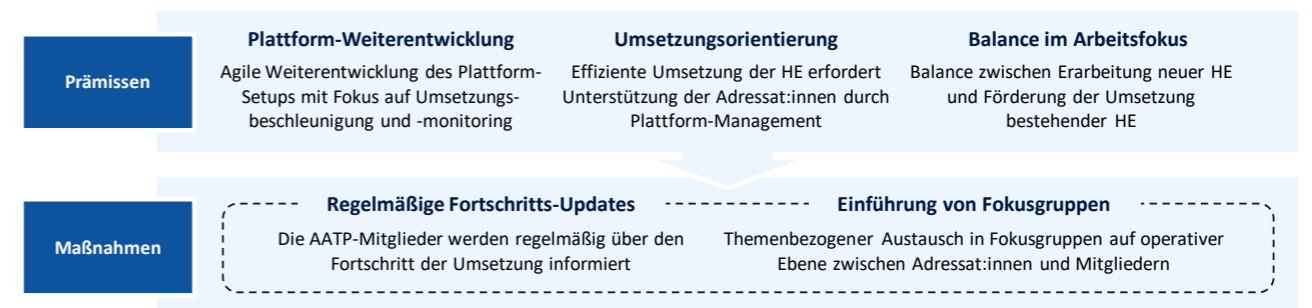 Prämissen
Plattform-Weiterentwicklung
Agile Weiterentwicklung des Plattform-
Setups mit Fokus auf Umsetzungs-
beschleunigung und -monitoring
Umsetzungsorientierung
Effiziente Umsetzung der HE erfordert
Unterstützung der Adressat:innen durch
Plattform-Management
Balance im Arbeitsfokus
Balance zwischen Erarbeitung neuer HE
und Förderung der Umsetzung
bestehender HE
Maßnahmen
Regelmäßige Fortschritts-Updates
Die AATP-Mitglieder werden regelmäßig über den
Fortschritt der Umsetzung informiert
Einführung von Fokusgruppen
Themenbezogener Austausch in Fokusgruppen auf operativer
Ebene zwischen Adressat:innen und Mitgliedern